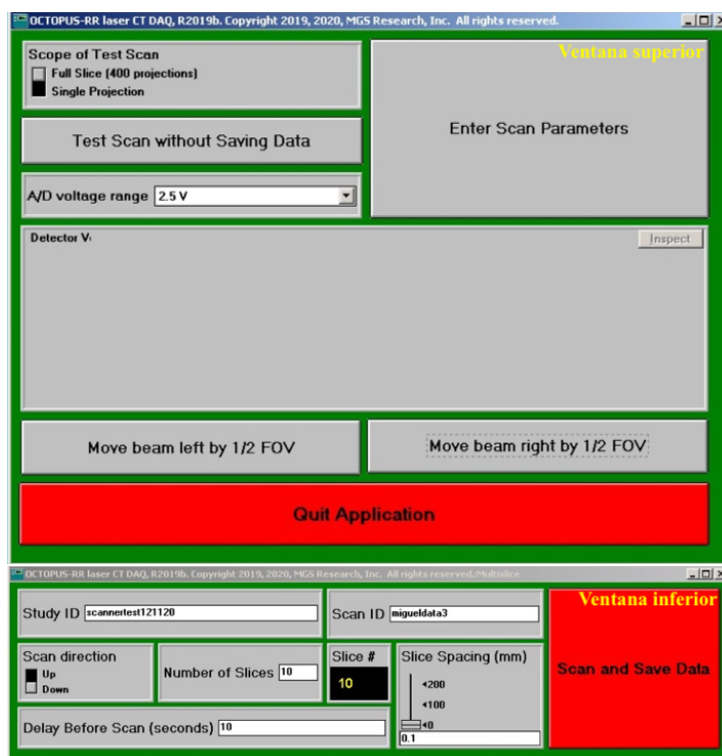 OCTOPUS-RR laser CT DAQ, R2019b. Copyright 2019, 2020, MGS Research, Inc. All rights reserved.
Scope of Test Scan
Full Slice (400 projections)
Single Projection
Ventana superior
Enter Scan Parameters
Test Scan without Saving Data
A/D voltage range 2.5 V
Detector V
Inspect
Move beam left by 1/2 FOV
Move beam right by 1/2 FOV
Quit Application
OCTOPUS-RR laser CT DAQ, R2019b. Copyright 2019, 2020, MGS Research, Inc. All rights reserved.:Multislice
Ventana inferior
Study ID scannertest121120
Scan ID migueldata3
Scan and Save Data
Scan direction
Up
Down
Number of Slices 10
Slice #
10
Slice Spacing (mm)
200
100
0
0.1
Delay Before Scan (seconds) 10